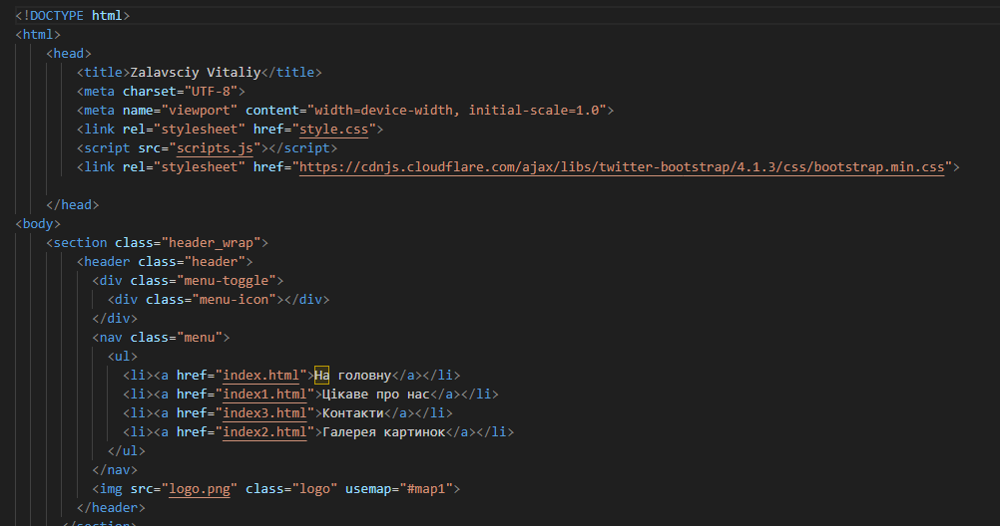 <!DOCTYPE html>
<html>
<head>
<title>Zalavsciy Vitaliy</title>
<meta charset="UTF-8">
<meta name="viewport" content="width=device-width, initial-scale=1.0">
<link rel="stylesheet" href="style.css">
<script src="scripts.js"></script>
<link rel="stylesheet" href="https://cdnjs.cloudflare.com/ajax/libs/twitter-bootstrap/4.1.3/css/bootstrap.min.css">
</head>
<body>
<section class="header_wrap">
<header class="header">
<div class="menu-toggle">
<div class="menu-icon"></div>
</div>
<nav class="menu">
<ul>
<li><a href="index.html">На головну</a></li>
<li><a href="index1.html">Цікаве про нас</a></li>
<li><a href="index3.html">Контакти</a></li>
<li><a href="index2.html">Галерея картинок</a></li>
</ul>
</nav>
<img src="logo.png" class="logo" usemap="#map1">
</header>
</section>